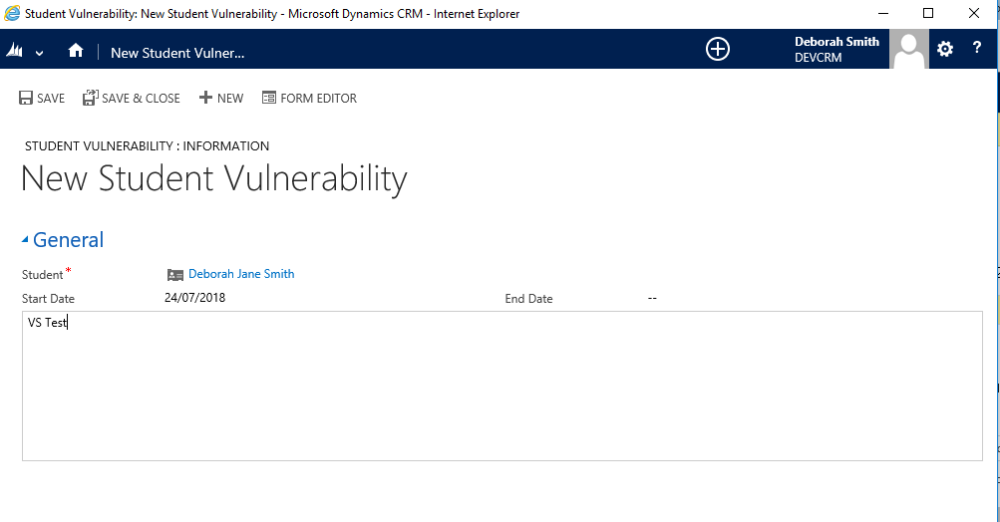 Student Vulnerability: New Student Vulnerability - Microsoft Dynamics CRM - Internet Explorer
New Student Vulner...
Deborah Smith
DEVCRM
?
SAVE
SAVE & CLOSE
NEW
FORM EDITOR
STUDENT VULNERABILITY : INFORMATION
New Student Vulnerability
General
Student *
Deborah Jane Smith
Start Date
24/07/2018
End Date
--
VS Test